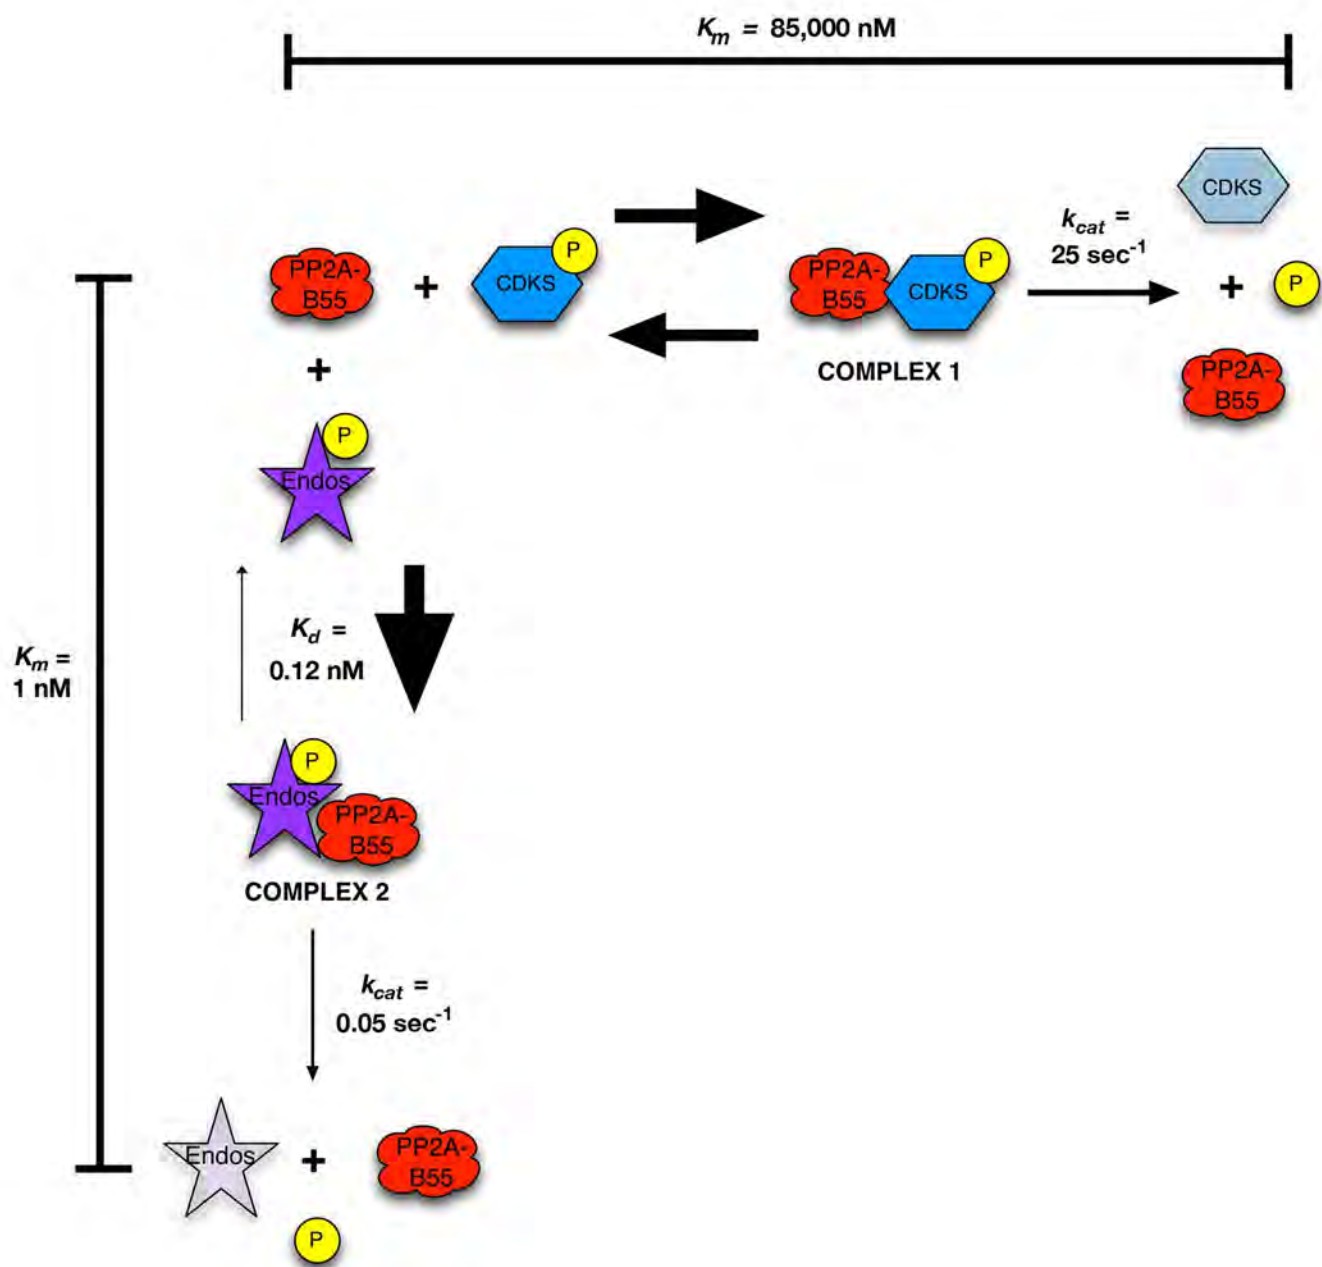 Km = 85,000 nM
CDKS
kcat =
25 sec-1
P
PP2A-
B55
+
CDKS
P
PP2A-
B55
CDKS
P
+
P
COMPLEX 1
PP2A-
B55
+
P
Endos
Kd =
0.12 nM
Km =
1 nM
P
Endos
PP2A-
B55
COMPLEX 2
kcat =
0.05 sec-1
Endos
+
PP2A-
B55
P